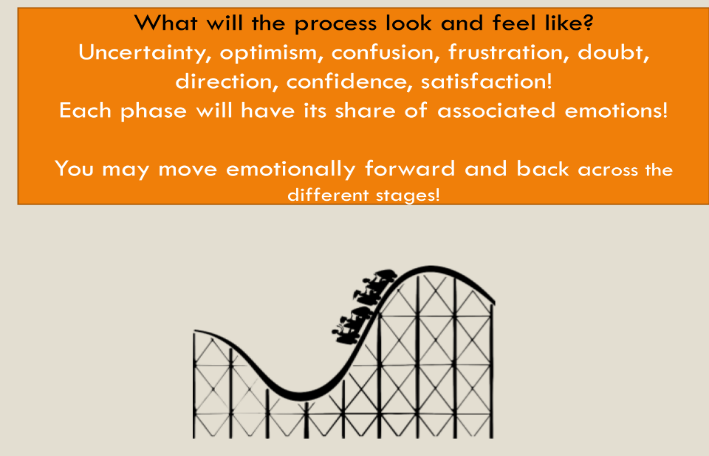 What will the process look and feel like?
Uncertainty, optimism, confusion, frustration, doubt,
direction, confidence, satisfaction!
Each phase will have its share of associated emotions!
You may move emotionally forward and back across the
different stages!